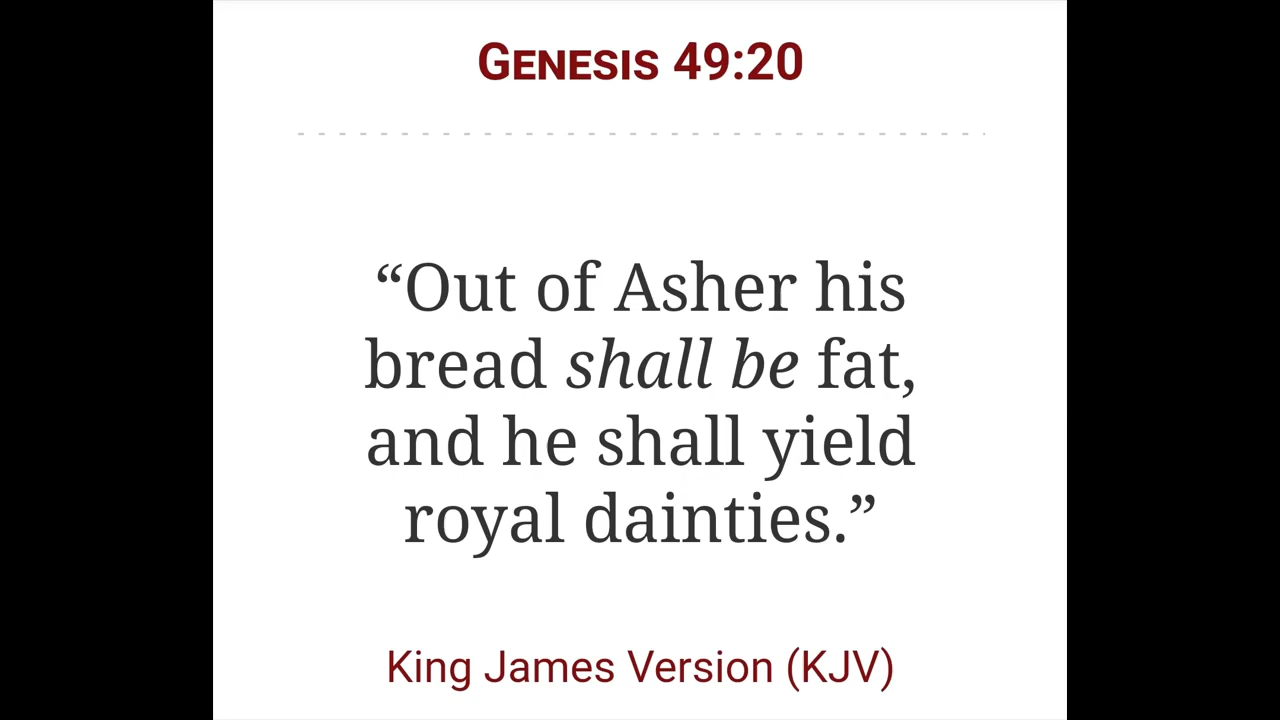 GENESIS 49:20
“Out of Asher his
bread shall be fat,
and he shall yield
royal dainties.”
King James Version (KJV)